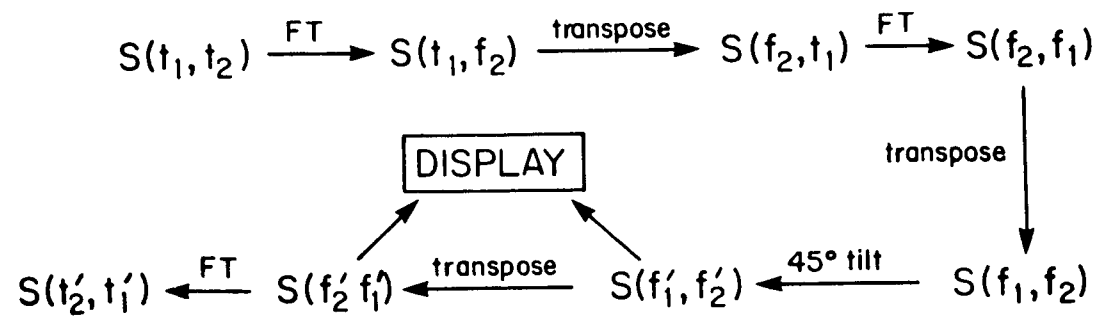 FT transpose FT
S(t₁,t₂) S(t₁,f₂) S(f₂,t₁) S(f₂,f₁)
transpose
DISPLAY
FT transpose 45° tilt
S(t₂′,t₁′) S(f₂′ f₁′) S(f₁′,f₂′) S(f₁,f₂)